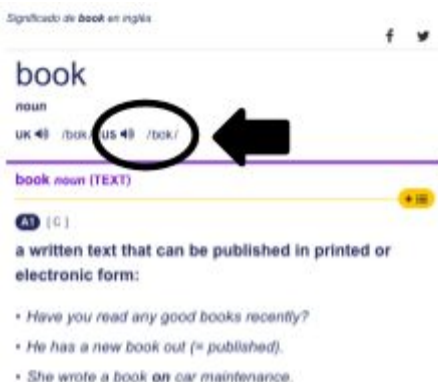 Significado de book en inglés
book
noun
UK /bʊk/ US /bʊk/
book noun (TEXT)
A1 [ C ]
a written text that can be published in printed or
electronic form:
• Have you read any good books recently?
• He has a new book out (= published).
• She wrote a book on car maintenance.